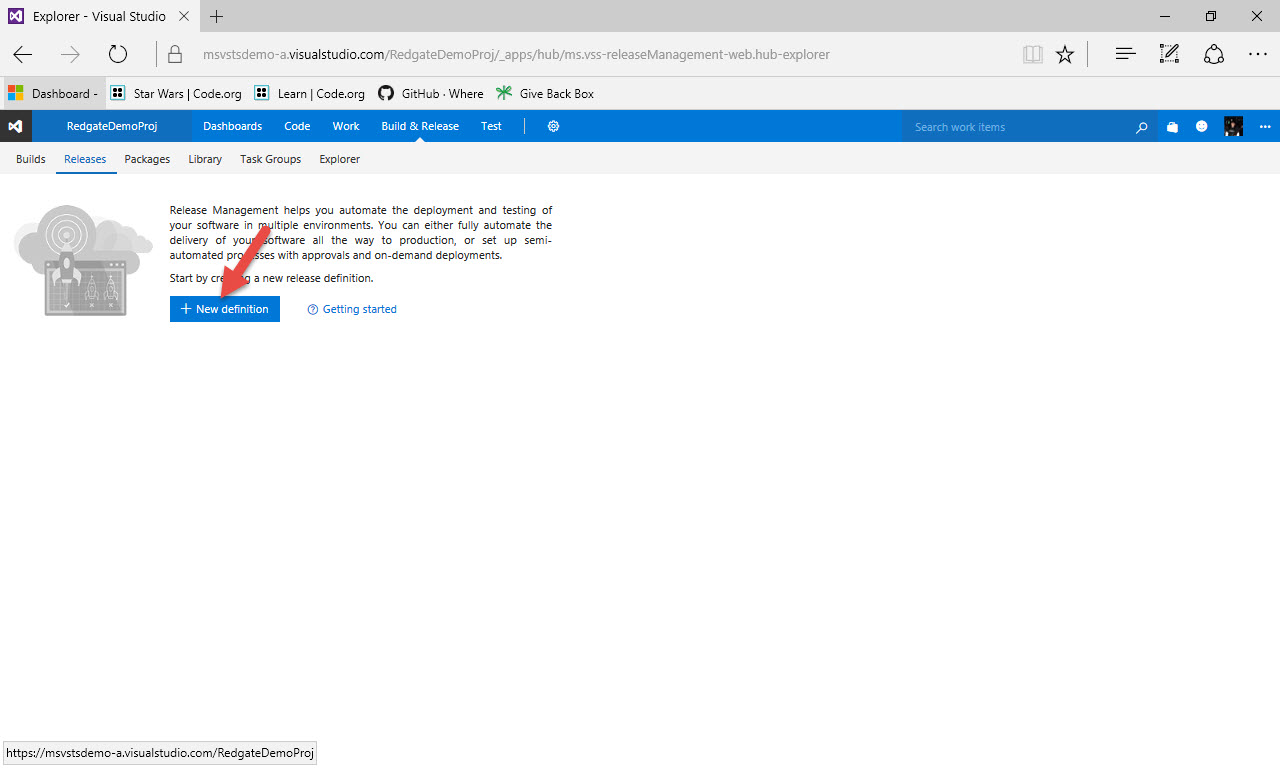 Explorer - Visual Studio
msvstsdemo-a.visualstudio.com/RedgateDemoProj/_apps/hub/ms.vss-releaseManagement-web.hub-explorer
Dashboard - Star Wars | Code.org Learn | Code.org GitHub · Where Give Back Box
RedgateDemoProj Dashboards Code Work Build & Release Test Search work items
Builds Releases Packages Library Task Groups Explorer
Release Management helps you automate the deployment and testing of
your software in multiple environments. You can either fully automate the
delivery of your software all the way to production, or set up semi-
automated processes with approvals and on-demand deployments.
Start by creating a new release definition.
+ New definition Getting started
https://msvstsdemo-a.visualstudio.com/RedgateDemoProj